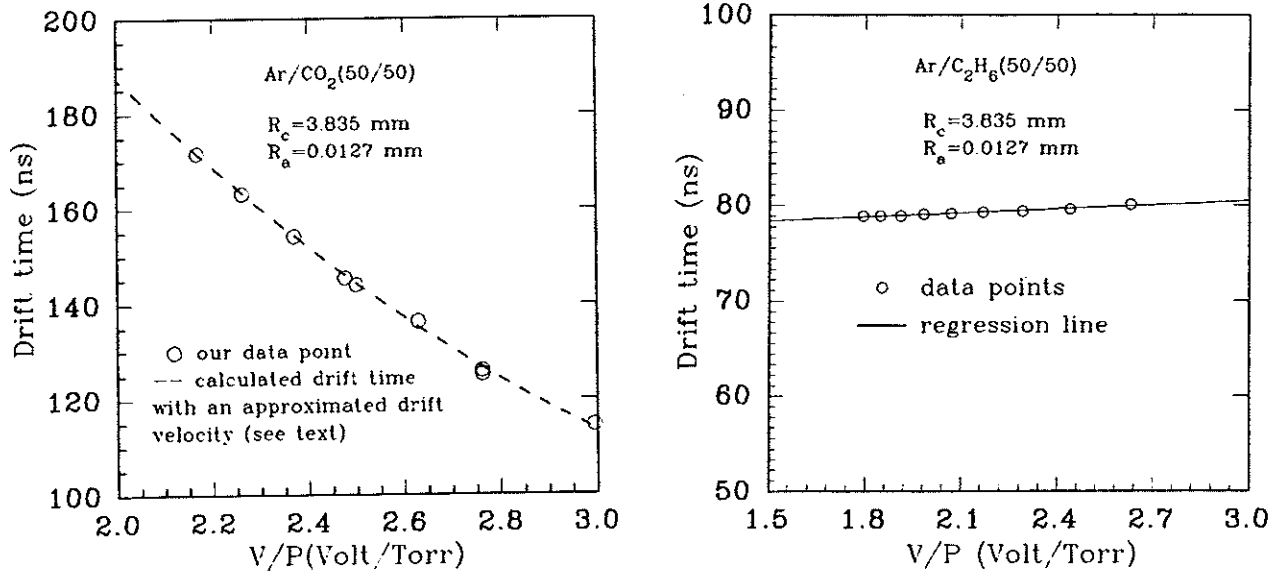 Ar/CO2(50/50)
Rc=3.835 mm
Ra=0.0127 mm
our data point
-- calculated drift time
with an approximated drift
velocity (see text)
Drift time (ns)
200
180
160
140
120
100
2.0 2.2 2.4 2.6 2.8 3.0
V/P(Volt/Torr)
Ar/C2H6(50/50)
Rc=3.835 mm
Ra=0.0127 mm
data points
regression line
Drift time (ns)
100
90
80
70
60
50
1.5 1.8 2.1 2.4 2.7 3.0
V/P (Volt/Torr)